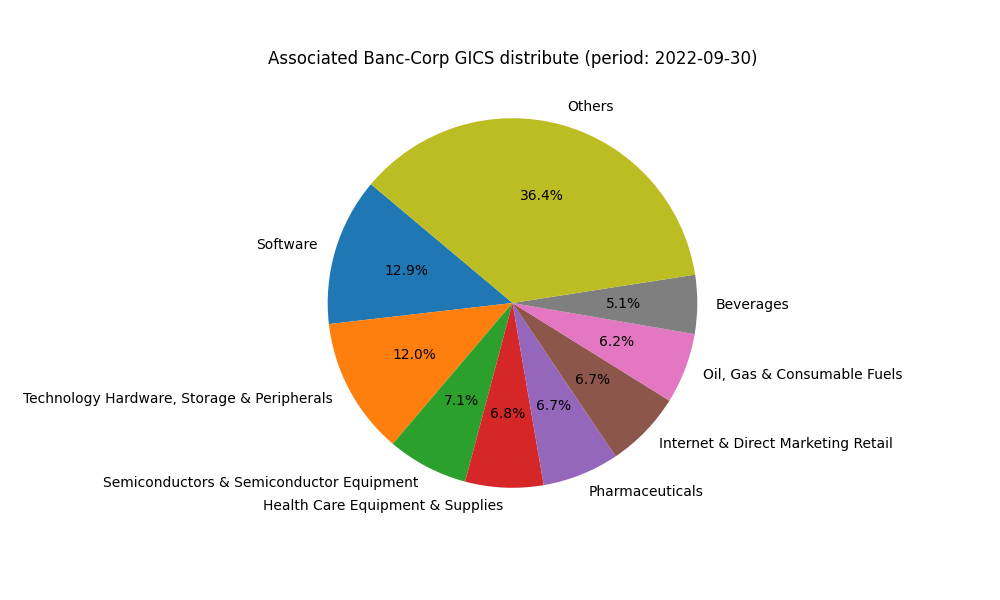 Associated Banc-Corp GICS distribute (period: 2022-09-30)
Others
36.4%
Software
12.9%
Beverages
5.1%
6.2%
Oil, Gas & Consumable Fuels
12.0%
Technology Hardware, Storage & Peripherals
7.1%
6.8%
6.7%
6.7%
Internet & Direct Marketing Retail
Semiconductors & Semiconductor Equipment
Pharmaceuticals
Health Care Equipment & Supplies